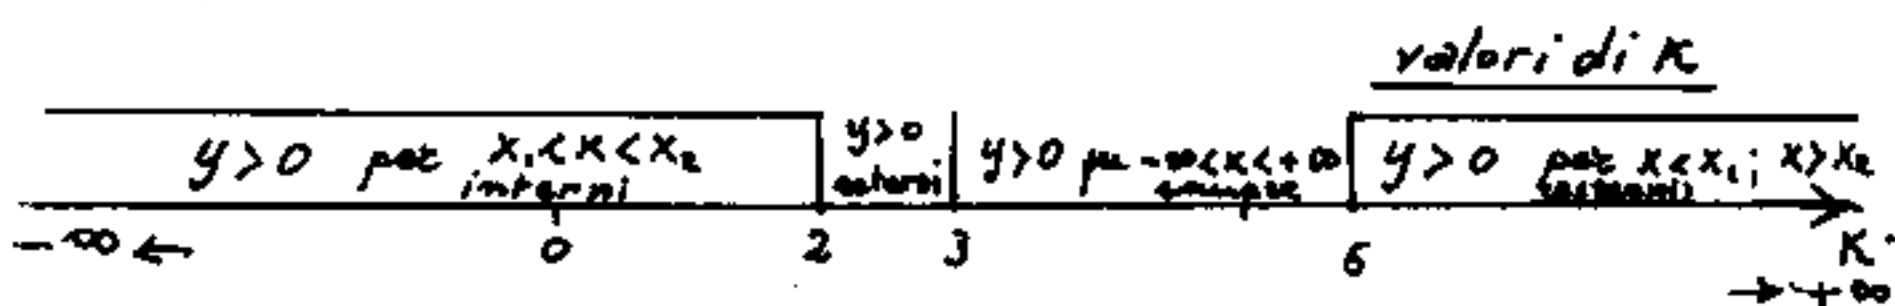 valori di K
y>0 per x₁<x<x₂ y>0 y>0 per -∞<x<+∞ y>0 per x<x₁; x>x₂
interni esterni sempre esterni
-∞ ← 0 2 3 6 K
→ +∞